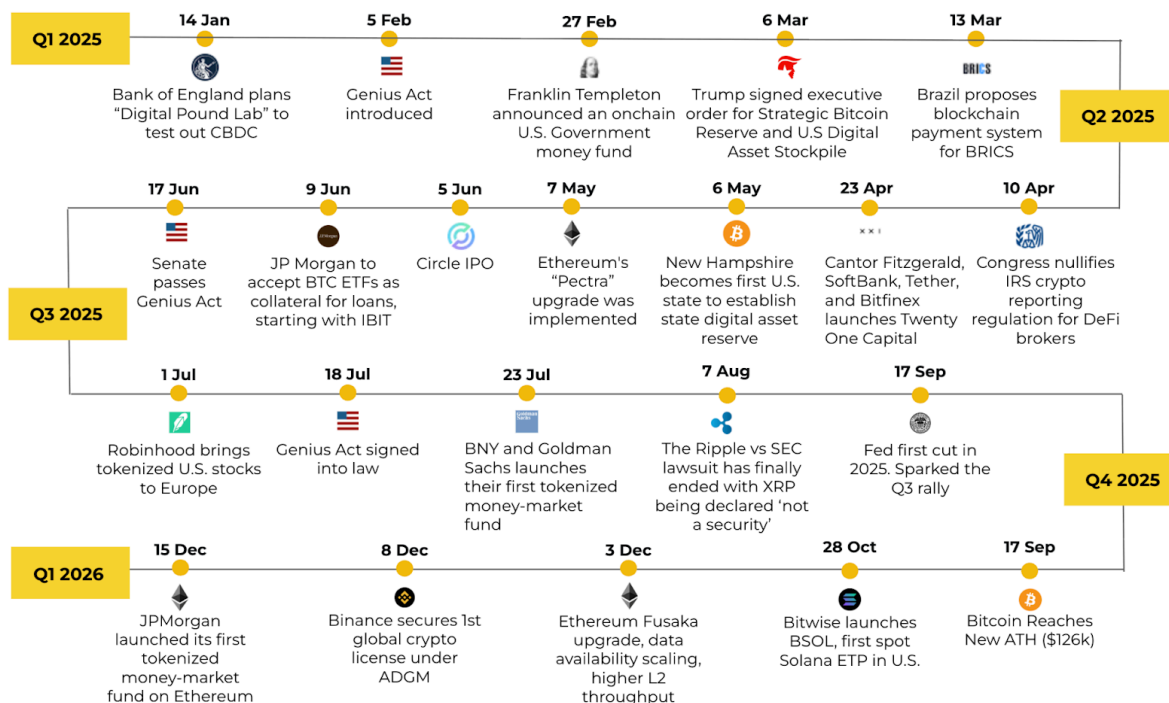 Q1 2025
14 Jan
Bank of England plans
“Digital Pound Lab” to
test out CBDC
5 Feb
Genius Act
introduced
27 Feb
Franklin Templeton
announced an onchain
U.S. Government
money fund
6 Mar
Trump signed executive
order for Strategic Bitcoin
Reserve and U.S Digital
Asset Stockpile
13 Mar
BRICS
Brazil proposes
blockchain
payment system
for BRICS
Q2 2025
10 Apr
Congress nullifies
IRS crypto
reporting
regulation for DeFi
brokers
23 Apr
X X I
Cantor Fitzgerald,
SoftBank, Tether,
and Bitfinex
launches Twenty
One Capital
6 May
New Hampshire
becomes first U.S.
state to establish
state digital asset
reserve
7 May
Ethereum's
“Pectra”
upgrade was
implemented
5 Jun
Circle IPO
9 Jun
JP Morgan to
accept BTC ETFs as
collateral for loans,
starting with IBIT
17 Jun
Senate
passes
Genius Act
Q3 2025
1 Jul
Robinhood brings
tokenized U.S. stocks
to Europe
18 Jul
Genius Act signed
into law
23 Jul
Goldman
Sachs
BNY and Goldman
Sachs launches
their first tokenized
money-market
fund
7 Aug
The Ripple vs SEC
lawsuit has finally
ended with XRP
being declared ‘not
a security’
17 Sep
Fed first cut in
2025. Sparked the
Q3 rally
Q4 2025
17 Sep
Bitcoin Reaches
New ATH ($126k)
28 Oct
Bitwise launches
BSOL, first spot
Solana ETP in U.S.
3 Dec
Ethereum Fusaka
upgrade, data
availability scaling,
higher L2
throughput
8 Dec
Binance secures 1st
global crypto
license under
ADGM
15 Dec
JPMorgan
launched its first
tokenized
money-market
fund on Ethereum
Q1 2026